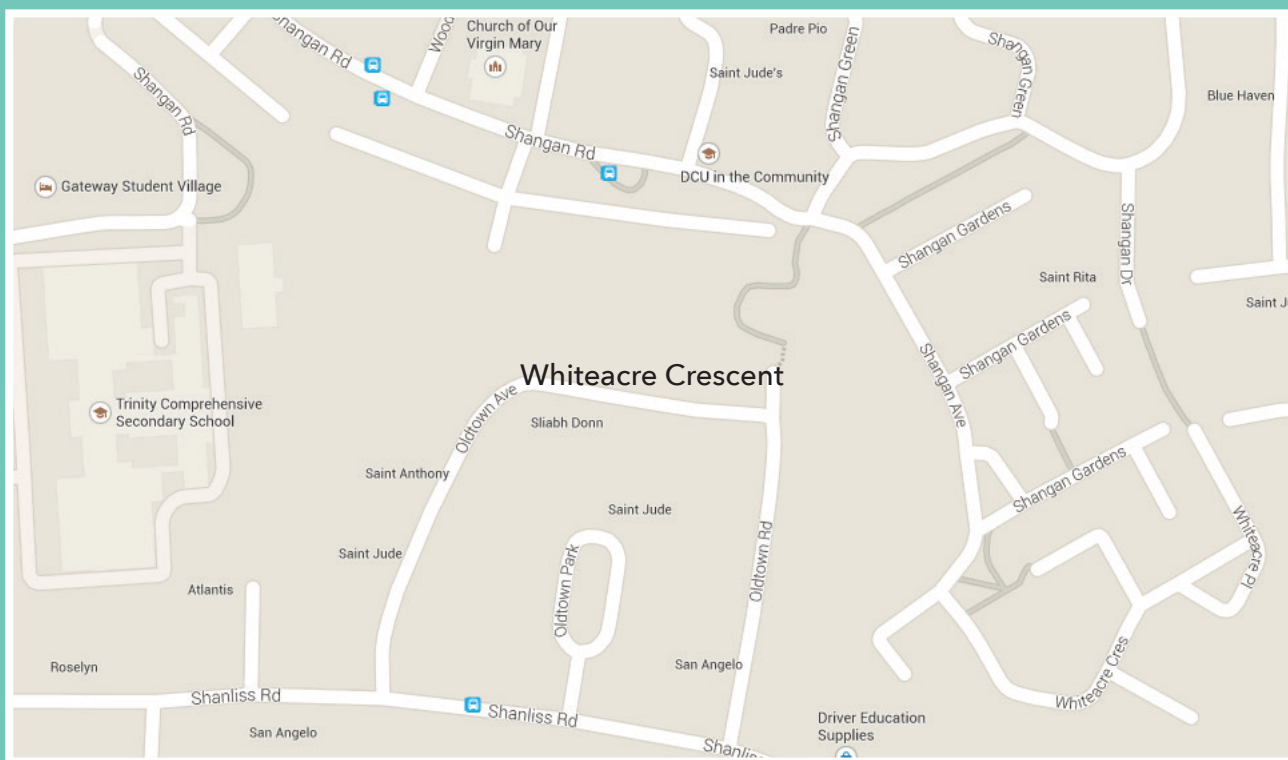 Shangan Rd
Church of Our
Virgin Mary
Padre Pio
Shangan Green
Shangan Green
Saint Jude's
Blue Haven
Shangan Rd
Shangan Rd
DCU in the Community
Gateway Student Village
Shangan Gardens
Shangan Dr
Saint Rita
Saint J
Shangan Gardens
Shangan Ave
Whiteacre Crescent
Oldtown Ave
Trinity Comprehensive
Secondary School
Sliabh Donn
Saint Anthony
Shangan Gardens
Saint Jude
Saint Jude
Oldtown Park
Oldtown Rd
Whiteacre Pl
Atlantis
Roselyn
San Angelo
Whiteacre Cres
Shanliss Rd
Shanliss Rd
San Angelo
Driver Education
Supplies